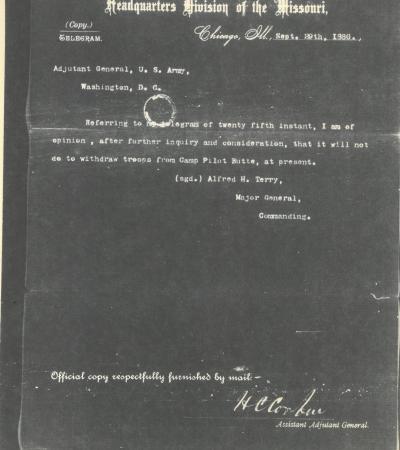 Headquarters Division of the Missouri,
(Copy.)
TELEGRAM.
Chicago, Ill., Sept. 29th, 1886.,
Adjutant General, U. S. Army,
Washington, D. C.
Referring to my telegram of twenty fifth instant, I am of
opinion , after further inquiry and consideration, that it will not
do to withdraw troops from Camp Pilot Butte, at present.
(sgd.) Alfred H. Terry,
Major General,
Commanding.
Official copy respectfully furnished by mail:-
H C Corbin
Assistant Adjutant General.